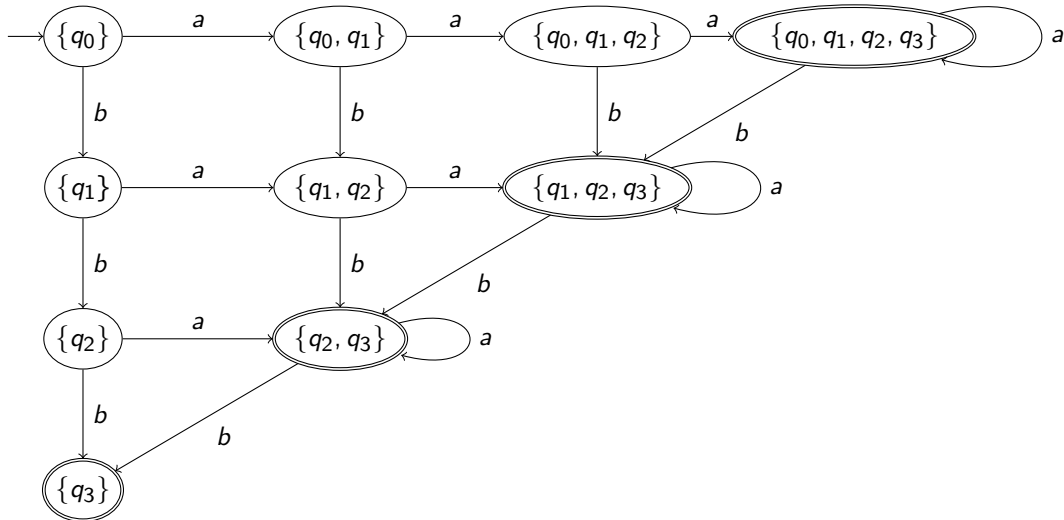 a a a
{q₀} {q₀, q₁} {q₀, q₁, q₂} {q₀, q₁, q₂, q₃} a
b b b b
a a
{q₁} {q₁, q₂} {q₁, q₂, q₃} a
b b b
a
{q₂} {q₂, q₃} a
b b
{q₃}